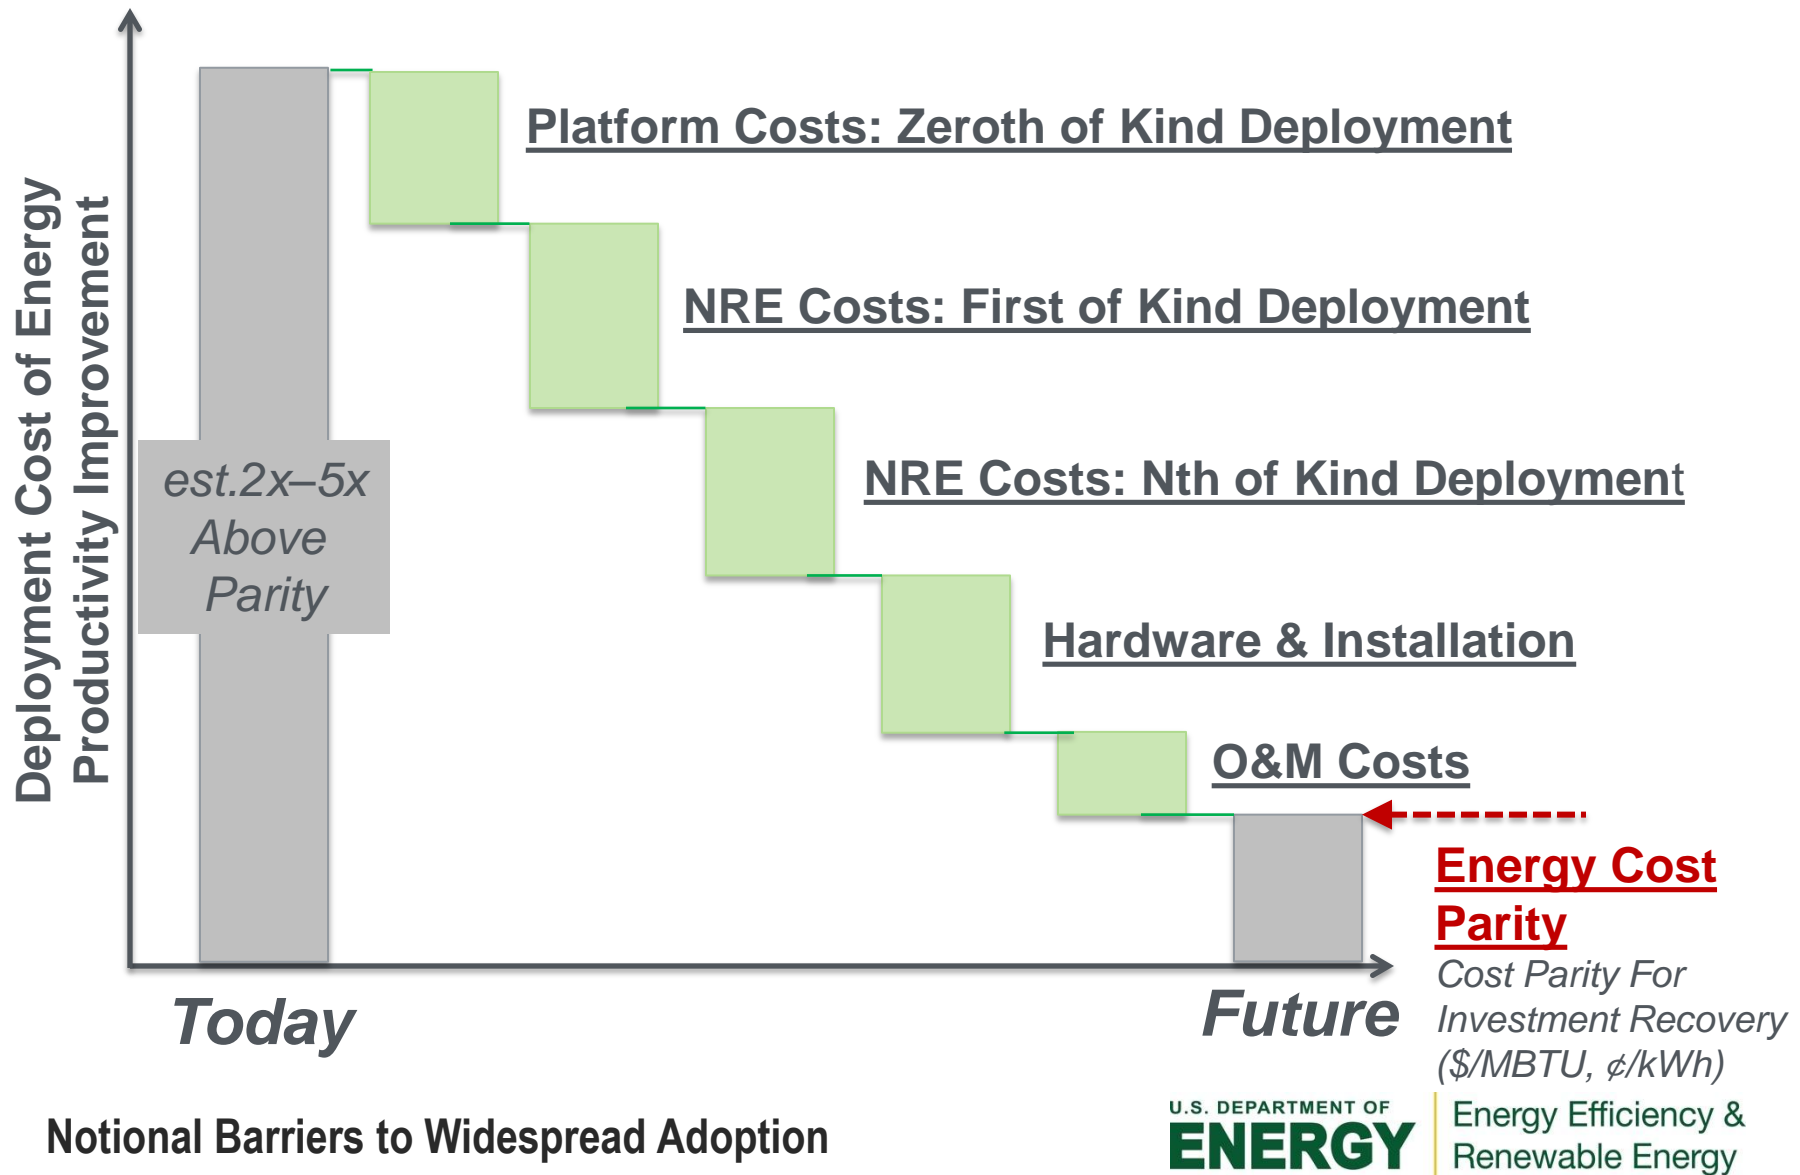 Deployment Cost of Energy
Productivity Improvement
Platform Costs: Zeroth of Kind Deployment
NRE Costs: First of Kind Deployment
est.2x–5x
Above
Parity
NRE Costs: Nth of Kind Deployment
Hardware & Installation
O&M Costs
Energy Cost
Parity
Cost Parity For
Investment Recovery
($/MBTU, ¢/kWh)
Today
Future
Notional Barriers to Widespread Adoption
U.S. DEPARTMENT OF
ENERGY
Energy Efficiency &
Renewable Energy